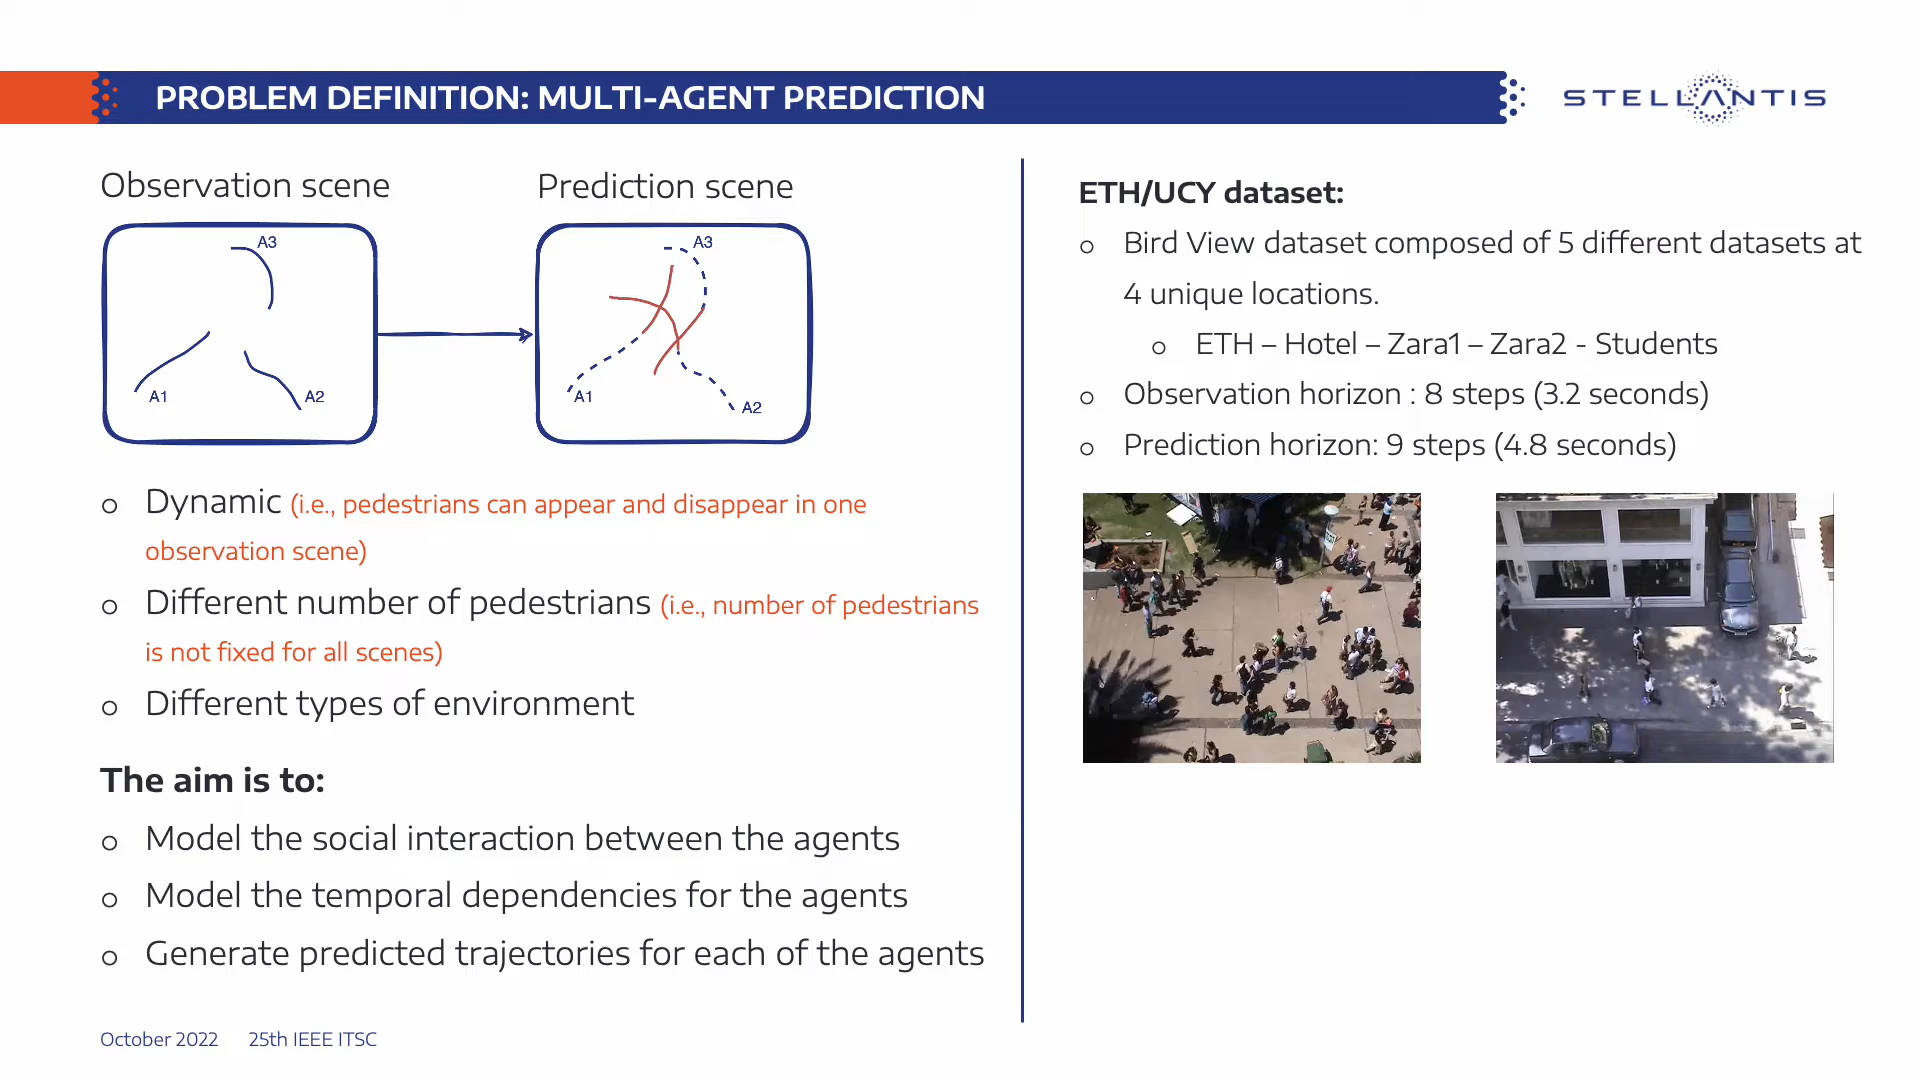 PROBLEM DEFINITION: MULTI-AGENT PREDICTION
STELLANTIS
Observation scene
Prediction scene
A3
A1
A2
A3
A1
A2
o Dynamic (i.e., pedestrians can appear and disappear in one
observation scene)
o Different number of pedestrians (i.e., number of pedestrians
is not fixed for all scenes)
o Different types of environment
The aim is to:
o Model the social interaction between the agents
o Model the temporal dependencies for the agents
o Generate predicted trajectories for each of the agents
ETH/UCY dataset:
o Bird View dataset composed of 5 different datasets at
4 unique locations.
o ETH – Hotel – Zara1 – Zara2 - Students
o Observation horizon : 8 steps (3.2 seconds)
o Prediction horizon: 9 steps (4.8 seconds)
October 2022 25th IEEE ITSC